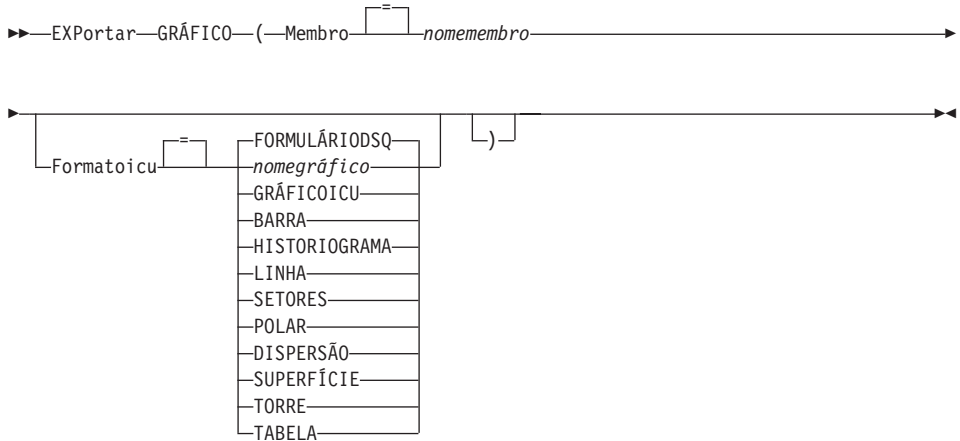 EXPortar GRÁFICO ( Membro = nomemembro
Formatoicu = FORMULÁRIODSQ
nomegráfico
GRÁFICOICU
BARRA
HISTORIOGRAMA
LINHA
SETORES
POLAR
DISPERSÃO
SUPERFÍCIE
TORRE
TABELA
)